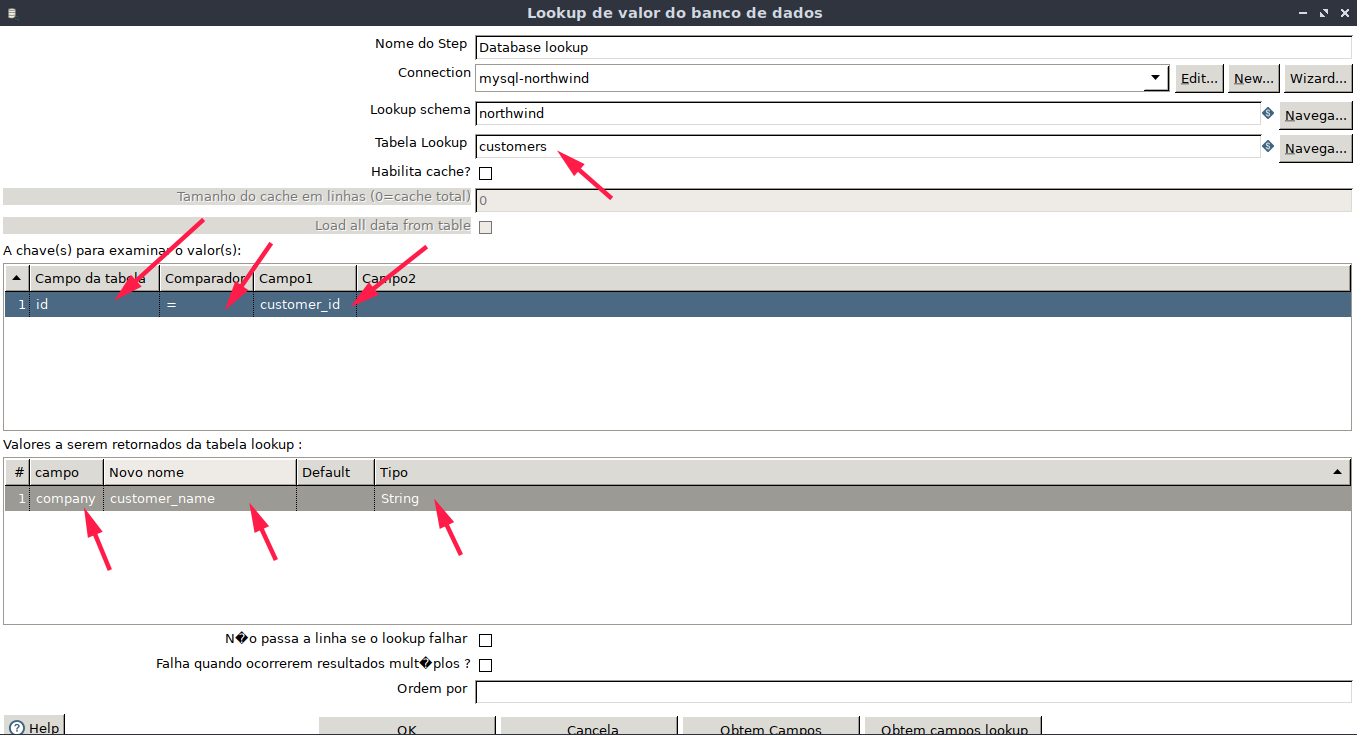 Lookup de valor do banco de dados
Nome do Step Database lookup
Connection mysql-northwind Edit... New... Wizard...
Lookup schema northwind Navega...
Tabela Lookup customers Navega...
Habilita cache?
Tamanho do cache em linhas (0=cache total) 0
Load all data from table
A chave(s) para examinar o valor(s):
Campo da tabela Comparador Campo1 Campo2
1 id = customer_id
Valores a serem retornados da tabela lookup :
# campo Novo nome Default Tipo
1 company customer_name String
N�o passa a linha se o lookup falhar
Falha quando ocorrerem resultados mult�plos ?
Ordem por
Help OK Cancela Obtem Campos Obtem campos lookup